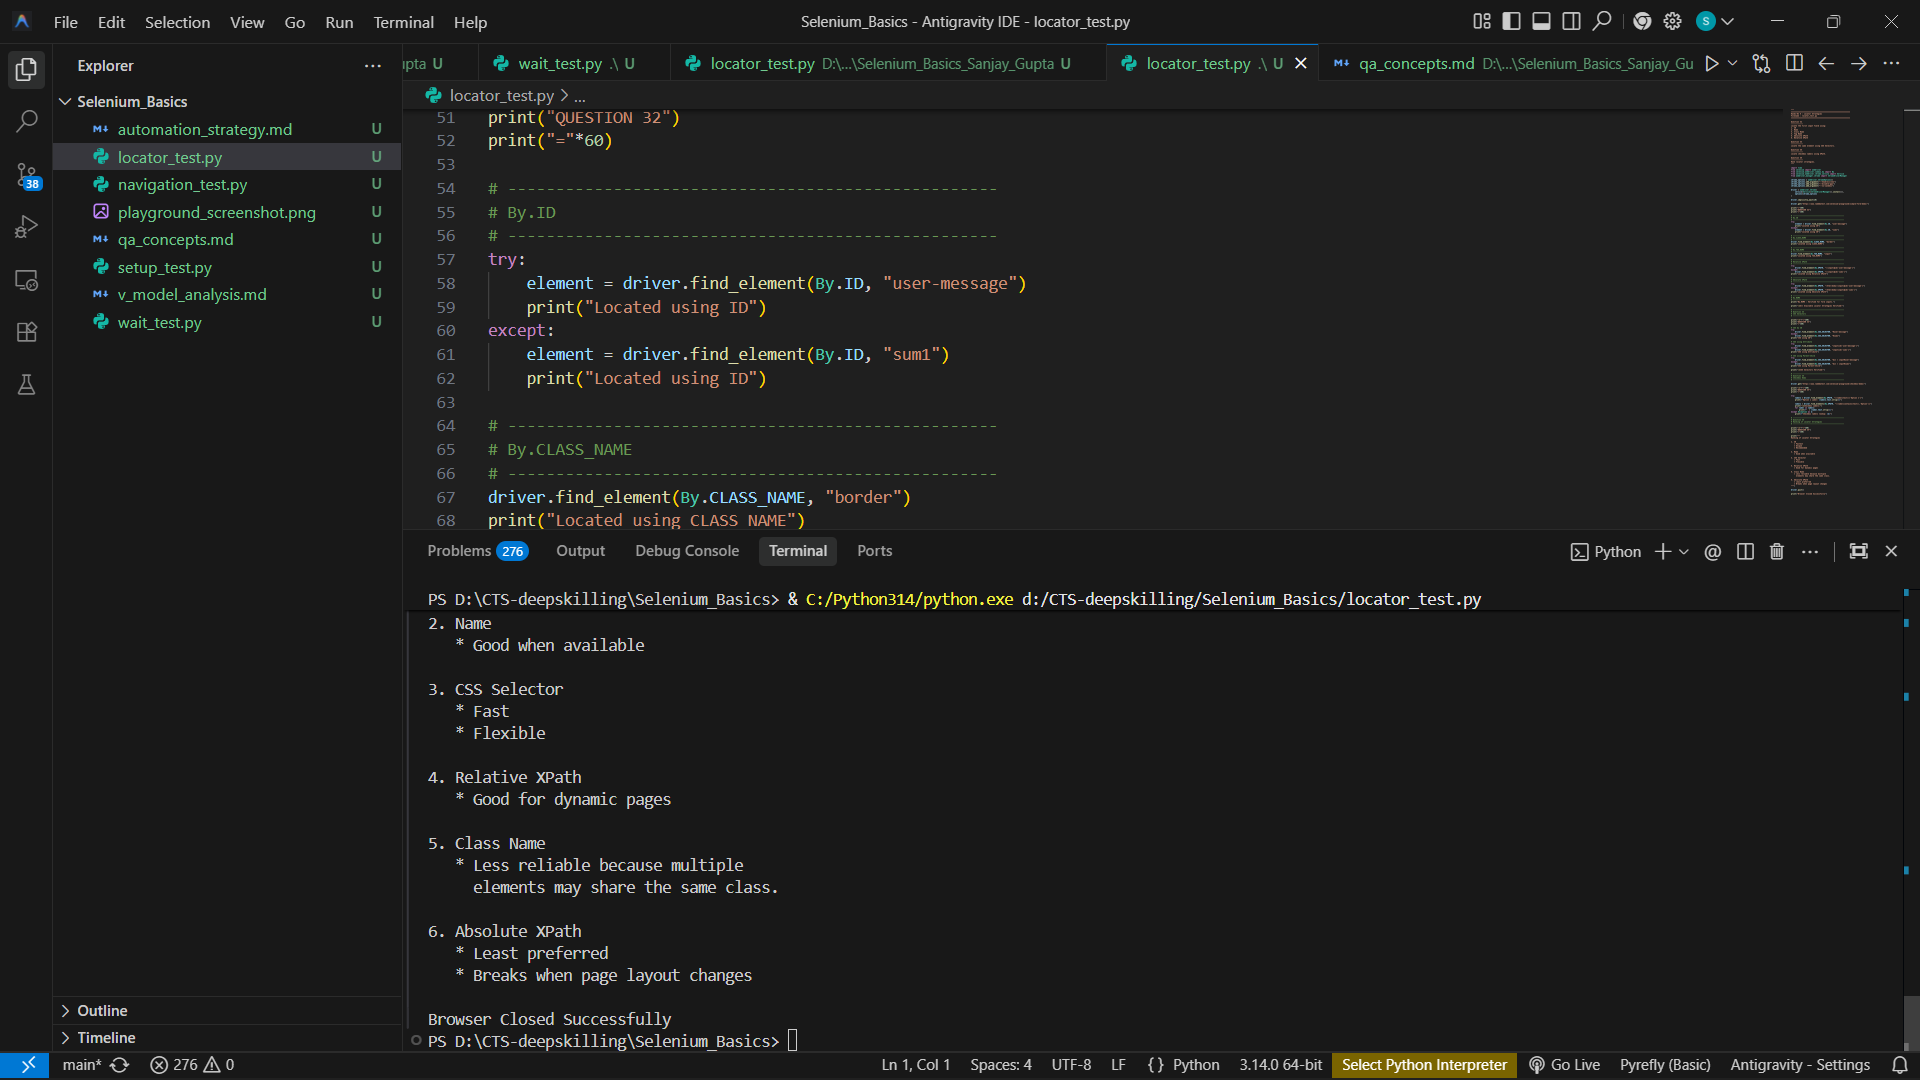 File Edit Selection View Go Run Terminal Help
Selenium_Basics - Antigravity IDE - locator_test.py
S
Explorer
upta U
wait_test.py .\ U
locator_test.py D:\...\Selenium_Basics_Sanjay_Gupta U
locator_test.py .\ U
qa_concepts.md D:\...\Selenium_Basics_Sanjay_Gu
Selenium_Basics
automation_strategy.md U
locator_test.py U
navigation_test.py U
playground_screenshot.png U
qa_concepts.md U
setup_test.py U
v_model_analysis.md U
wait_test.py U
38
Outline
Timeline
locator_test.py > ...
51 print("QUESTION 32")
52 print("="*60)
53
54 # ---------------------------------------------------
55 # By.ID
56 # ---------------------------------------------------
57 try:
58 element = driver.find_element(By.ID, "user-message")
59 print("Located using ID")
60 except:
61 element = driver.find_element(By.ID, "sum1")
62 print("Located using ID")
63
64 # ---------------------------------------------------
65 # By.CLASS_NAME
66 # ---------------------------------------------------
67 driver.find_element(By.CLASS_NAME, "border")
68 print("Located using CLASS NAME")
Problems 276 Output Debug Console Terminal Ports
Python
PS D:\CTS-deepskilling\Selenium_Basics> & C:/Python314/python.exe d:/CTS-deepskilling/Selenium_Basics/locator_test.py
2. Name
* Good when available
3. CSS Selector
* Fast
* Flexible
4. Relative XPath
* Good for dynamic pages
5. Class Name
* Less reliable because multiple
elements may share the same class.
6. Absolute XPath
* Least preferred
* Breaks when page layout changes
Browser Closed Successfully
PS D:\CTS-deepskilling\Selenium_Basics>
main* 276 0
Ln 1, Col 1 Spaces: 4 UTF-8 LF {} Python 3.14.0 64-bit Select Python Interpreter Go Live Pyrefly (Basic) Antigravity - Settings